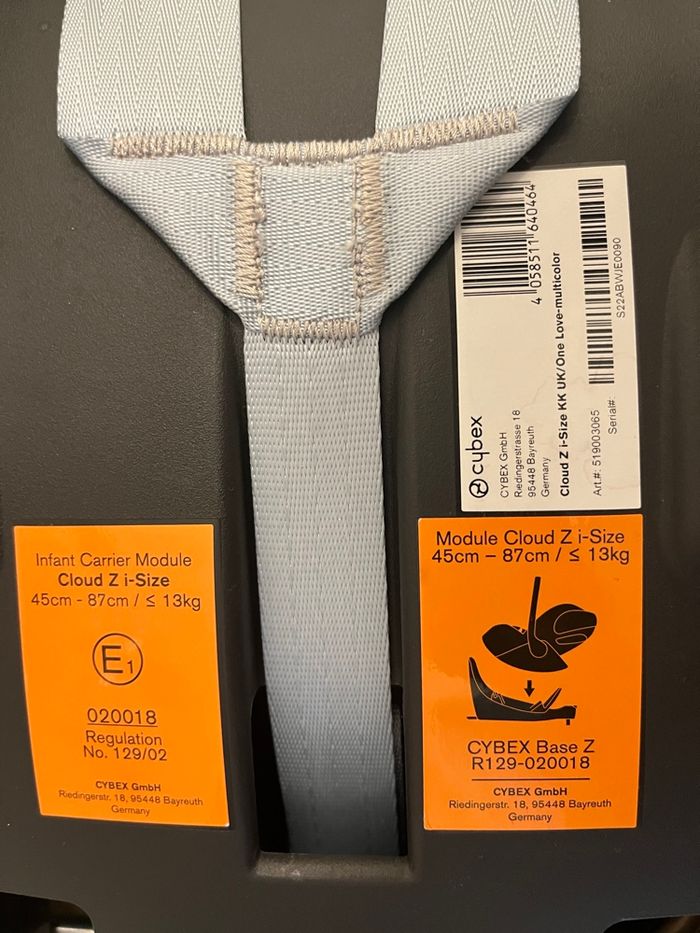 4 058511 640464
cybex
CYBEX GmbH
Riedingerstrasse 18
95448 Bayreuth
Germany
Cloud Z i-Size KK UK/One Love-multicolor
Art.#: 519003065
Serial#:
S22ABWJE0090
Infant Carrier Module
Cloud Z i-Size
45cm - 87cm / ≤ 13kg
E1
020018
Regulation
No. 129/02
CYBEX GmbH
Riedingerstr. 18, 95448 Bayreuth
Germany
Module Cloud Z i-Size
45cm – 87cm / ≤ 13kg
CYBEX Base Z
R129-020018
CYBEX GmbH
Riedingerstr. 18, 95448 Bayreuth
Germany